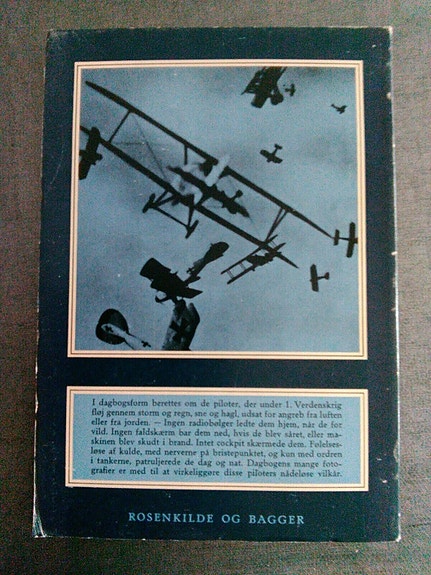 I dagbogsform berettes om de piloter, der under 1. Verdenskrig
fløj gennem storm og regn, sne og hagl, udsat for angreb fra luften
eller fra jorden. — Ingen radiobølger ledte dem hjem, når de for
vild. Ingen faldskærm bar dem ned, hvis de blev såret, eller ma-
skinen blev skudt i brand. Intet cockpit skærmede dem. Følelses-
løse af kulde, med nerverne på bristepunktet, og kun med ordren
i tankerne, patruljerede de dag og nat. Dagbogens mange foto-
grafier er med til at virkeliggøre disse piloters nådeløse vilkår.
ROSENKILDE OG BAGGER